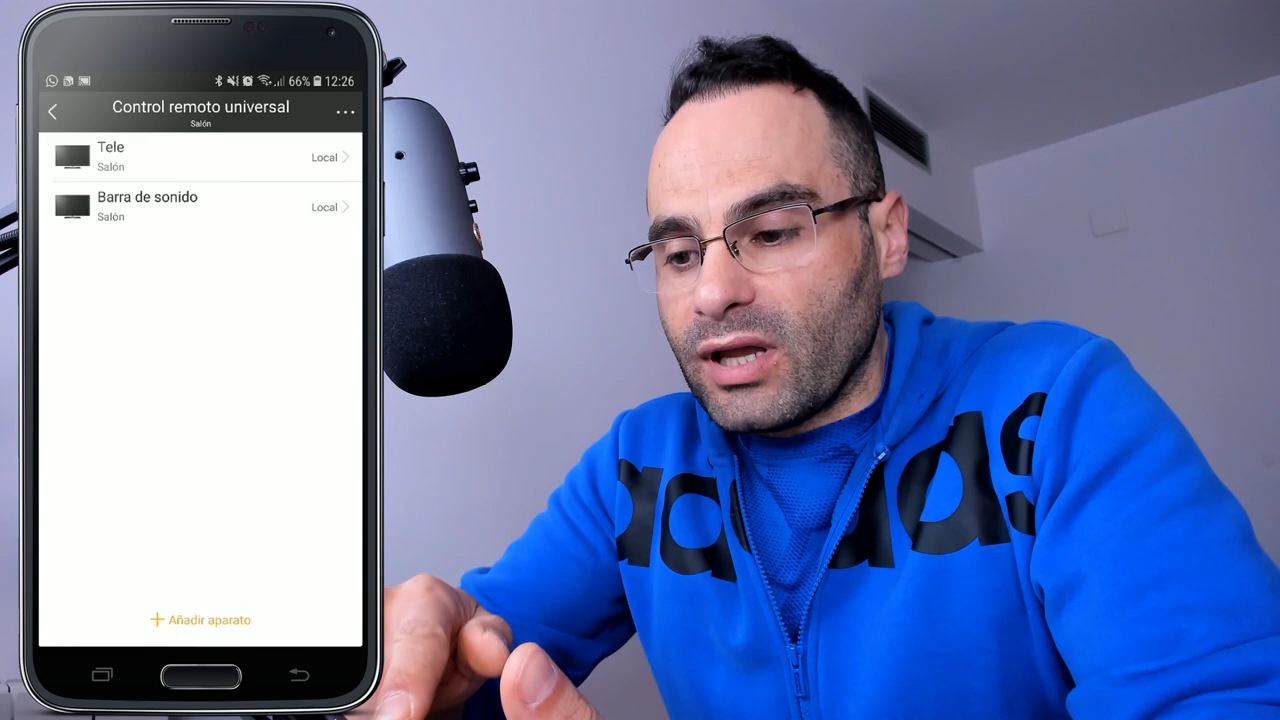 66% 12:26
Control remoto universal
Salón
Tele
Salón
Local
Barra de sonido
Salón
Local
+ Añadir aparato
adidas